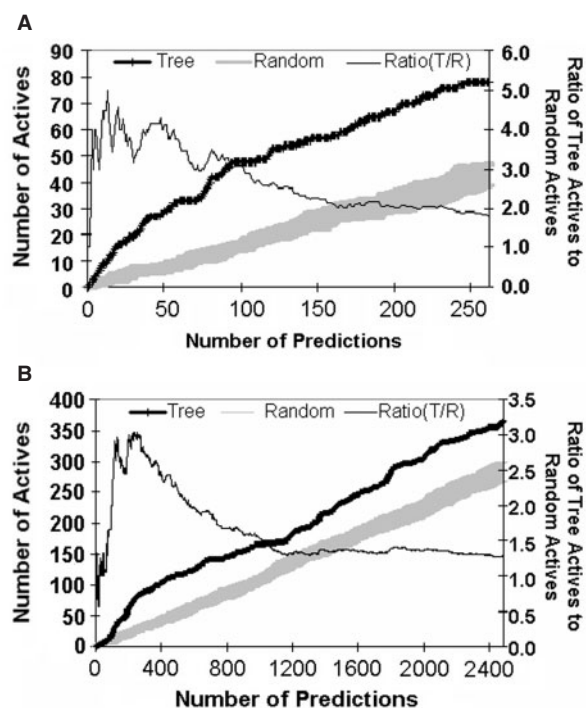 A
Tree Random Ratio(T/R)
Number of Actives
90
80
70
60
50
40
30
20
10
0
0 50 100 150 200 250
6.0
5.0
4.0
3.0
2.0
1.0
0.0
Ratio of Tree Actives to
Random Actives
Number of Predictions
B
Tree Random Ratio(T/R)
Number of Actives
400
350
300
250
200
150
100
50
0
0 400 800 1200 1600 2000 2400
3.5
3.0
2.5
2.0
1.5
1.0
0.5
0.0
Ratio of Tree Actives to
Random Actives
Number of Predictions